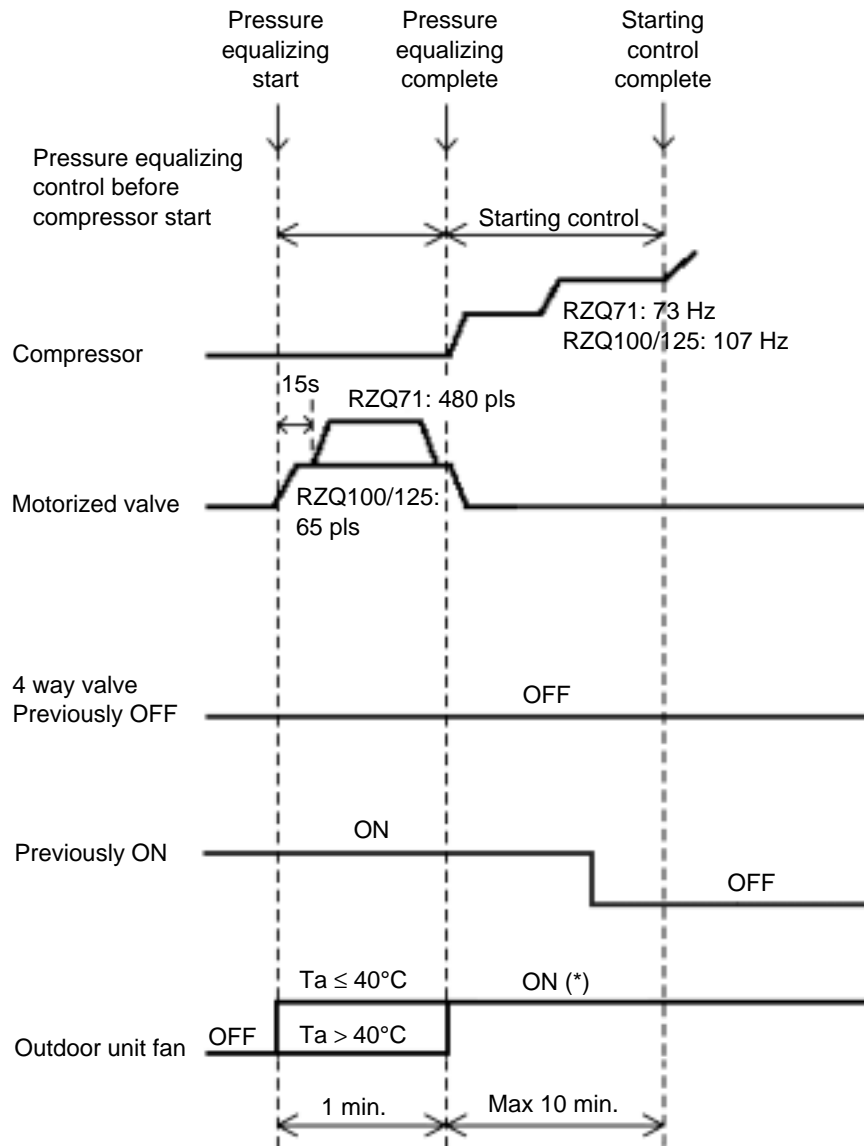 Pressure
equalizing
start
Pressure
equalizing
complete
Starting
control
complete
Pressure equalizing
control before
compressor start
Starting control
Compressor
RZQ71: 73 Hz
RZQ100/125: 107 Hz
15s
RZQ71: 480 pls
Motorized valve
RZQ100/125:
65 pls
4 way valve
Previously OFF
OFF
Previously ON
ON
OFF
Outdoor unit fan
OFF
Ta ≤ 40°C
Ta > 40°C
ON (*)
1 min.
Max 10 min.